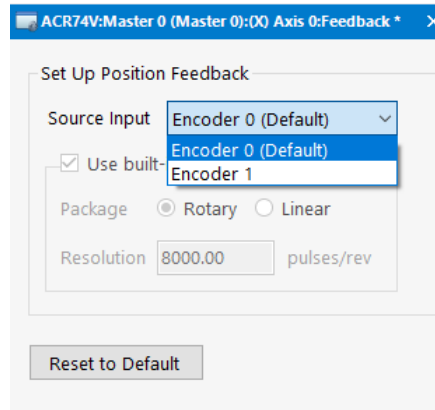 ACR74V:Master 0 (Master 0):(X) Axis 0:Feedback *
Set Up Position Feedback
Source Input Encoder 0 (Default)
Encoder 0 (Default)
Encoder 1
Use built-
Package Rotary Linear
Resolution 8000.00 pulses/rev
Reset to Default